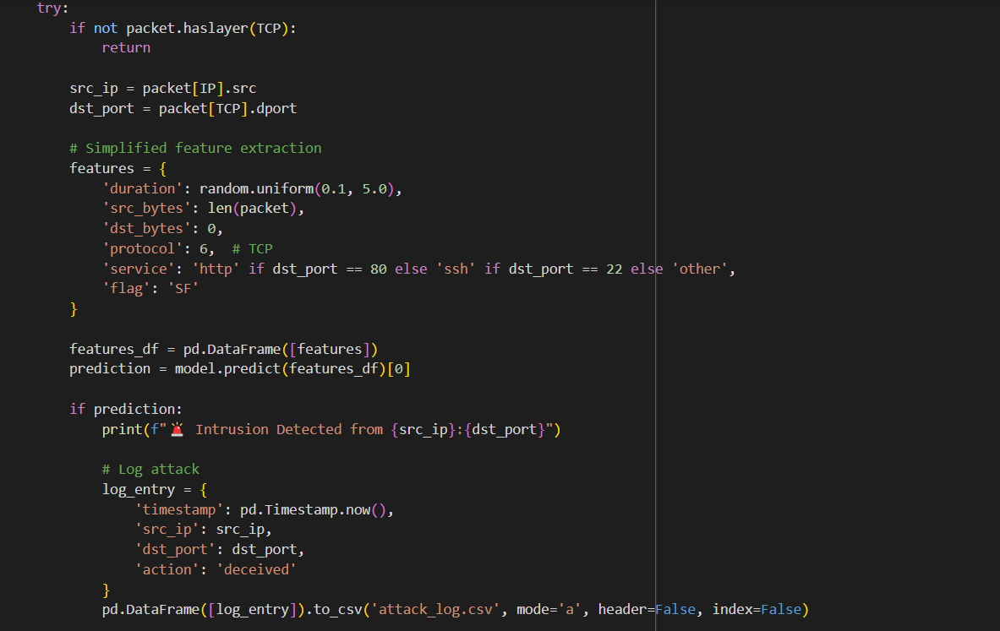 try:
    if not packet.haslayer(TCP):
        return

    src_ip = packet[IP].src
    dst_port = packet[TCP].dport

    # Simplified feature extraction
    features = {
        'duration': random.uniform(0.1, 5.0),
        'src_bytes': len(packet),
        'dst_bytes': 0,
        'protocol': 6,  # TCP
        'service': 'http' if dst_port == 80 else 'ssh' if dst_port == 22 else 'other',
        'flag': 'SF'
    }

    features_df = pd.DataFrame([features])
    prediction = model.predict(features_df)[0]

    if prediction:
        print(f"🚨 Intrusion Detected from {src_ip}:{dst_port}")

        # Log attack
        log_entry = {
            'timestamp': pd.Timestamp.now(),
            'src_ip': src_ip,
            'dst_port': dst_port,
            'action': 'deceived'
        }
        pd.DataFrame([log_entry]).to_csv('attack_log.csv', mode='a', header=False, index=False)